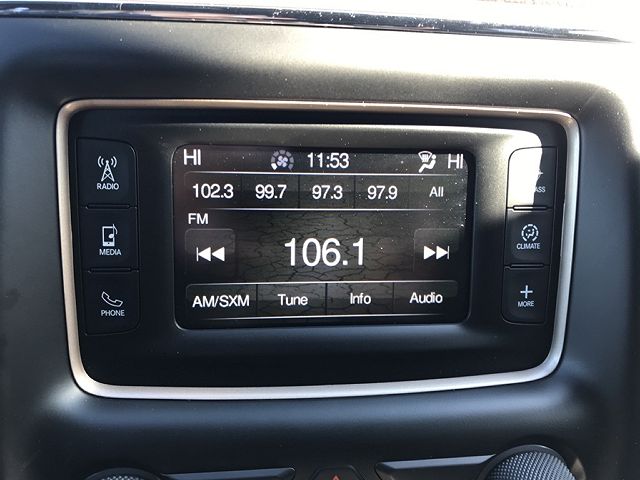 HI 11:53 HI
102.3 99.7 97.3 97.9 All
FM
106.1
AM/SXM Tune Info Audio
RADIO
MEDIA
PHONE
CLIMATE
MORE